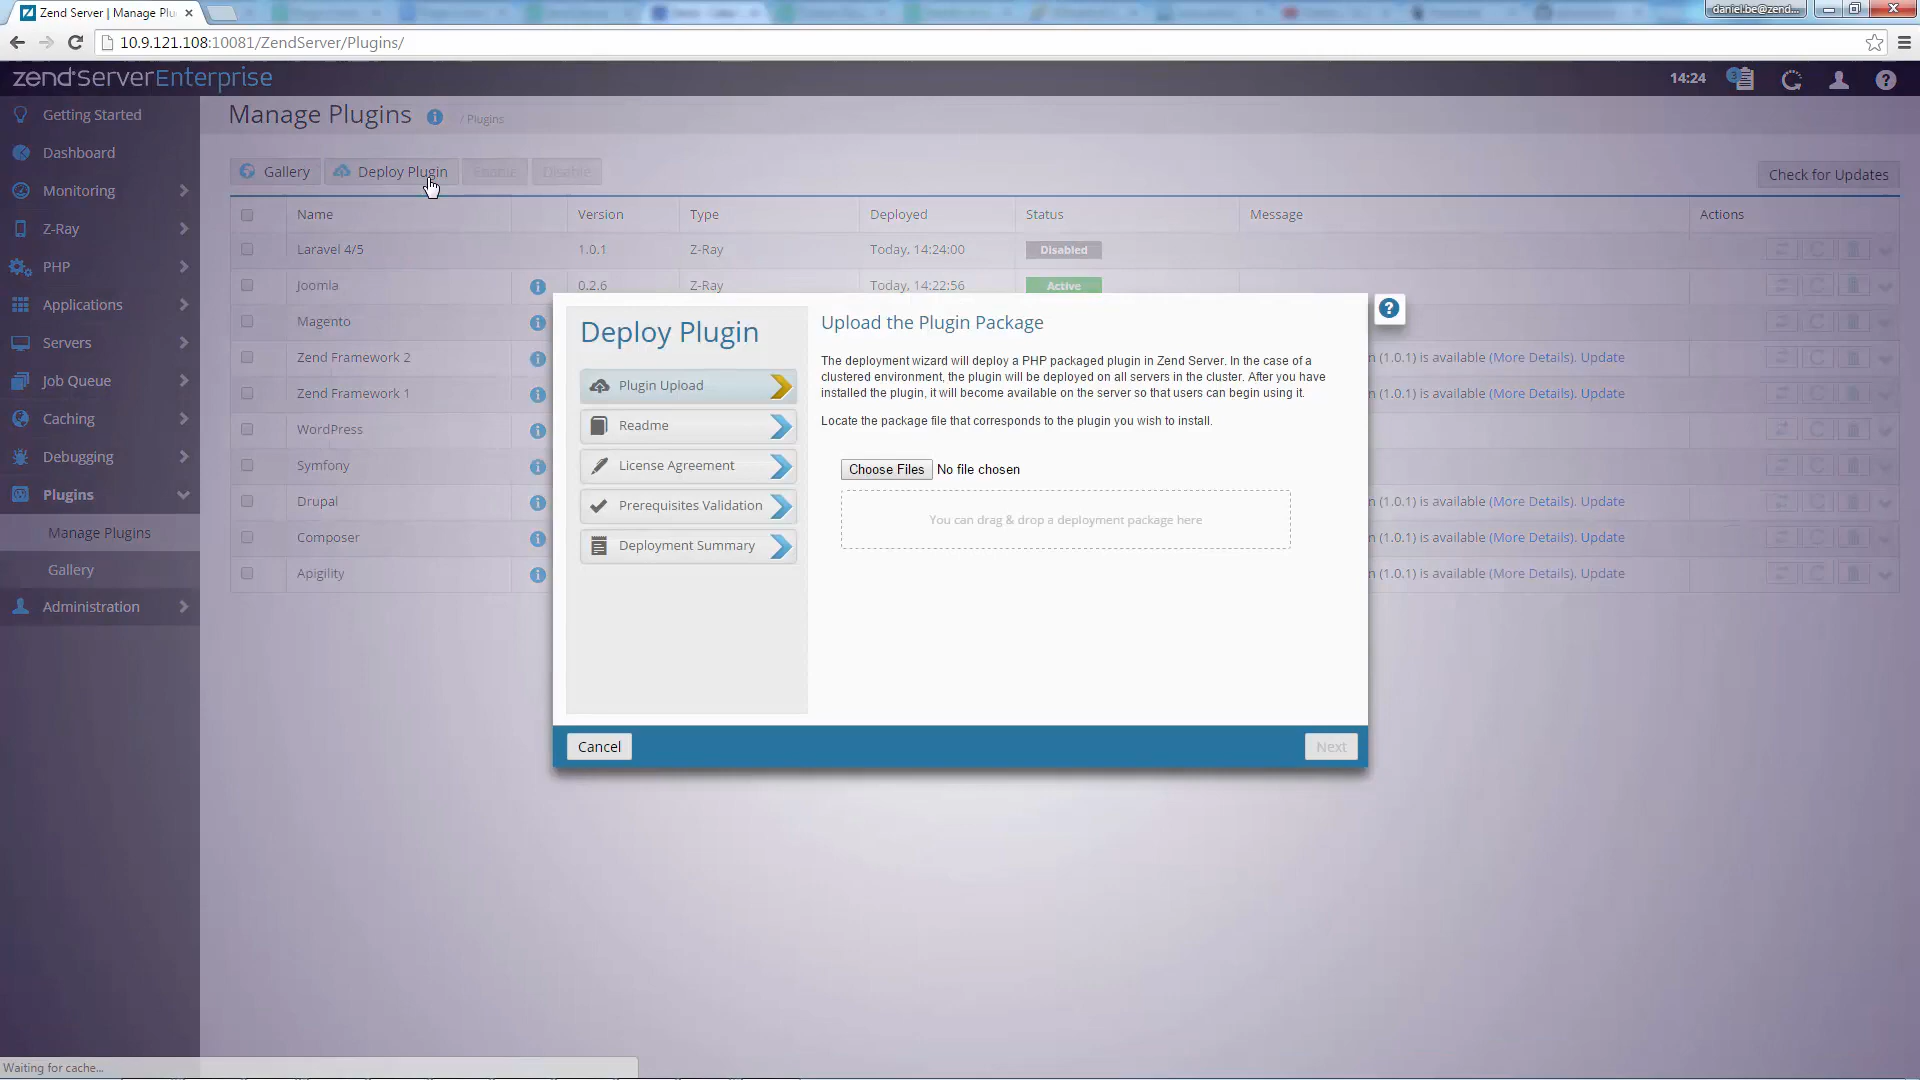 Zend Server | Manage Plu
daniel.be@zend...
10.9.121.108:10081/ZendServer/Plugins/
zend Server Enterprise
14:24
3
Getting Started
Dashboard
Monitoring
Z-Ray
PHP
Applications
Servers
Job Queue
Caching
Debugging
Plugins
Manage Plugins
Gallery
Administration
Manage Plugins / Plugins
Gallery Deploy Plugin Enable Disable
Check for Updates
Name Version Type Deployed Status Message Actions
Laravel 4/5 1.0.1 Z-Ray Today, 14:24:00 Disabled
Joomla 0.2.6 Z-Ray Today, 14:22:56 Active
Magento
Zend Framework 2 n (1.0.1) is available (More Details). Update
Zend Framework 1 n (1.0.1) is available (More Details). Update
WordPress
Symfony
Drupal n (1.0.1) is available (More Details). Update
Composer n (1.0.1) is available (More Details). Update
Apigility n (1.0.1) is available (More Details). Update
Deploy Plugin
Plugin Upload
Readme
License Agreement
Prerequisites Validation
Deployment Summary
Upload the Plugin Package
The deployment wizard will deploy a PHP packaged plugin in Zend Server. In the case of a
clustered environment, the plugin will be deployed on all servers in the cluster. After you have
installed the plugin, it will become available on the server so that users can begin using it.
Locate the package file that corresponds to the plugin you wish to install.
Choose Files No file chosen
You can drag & drop a deployment package here
Cancel Next
Waiting for cache...